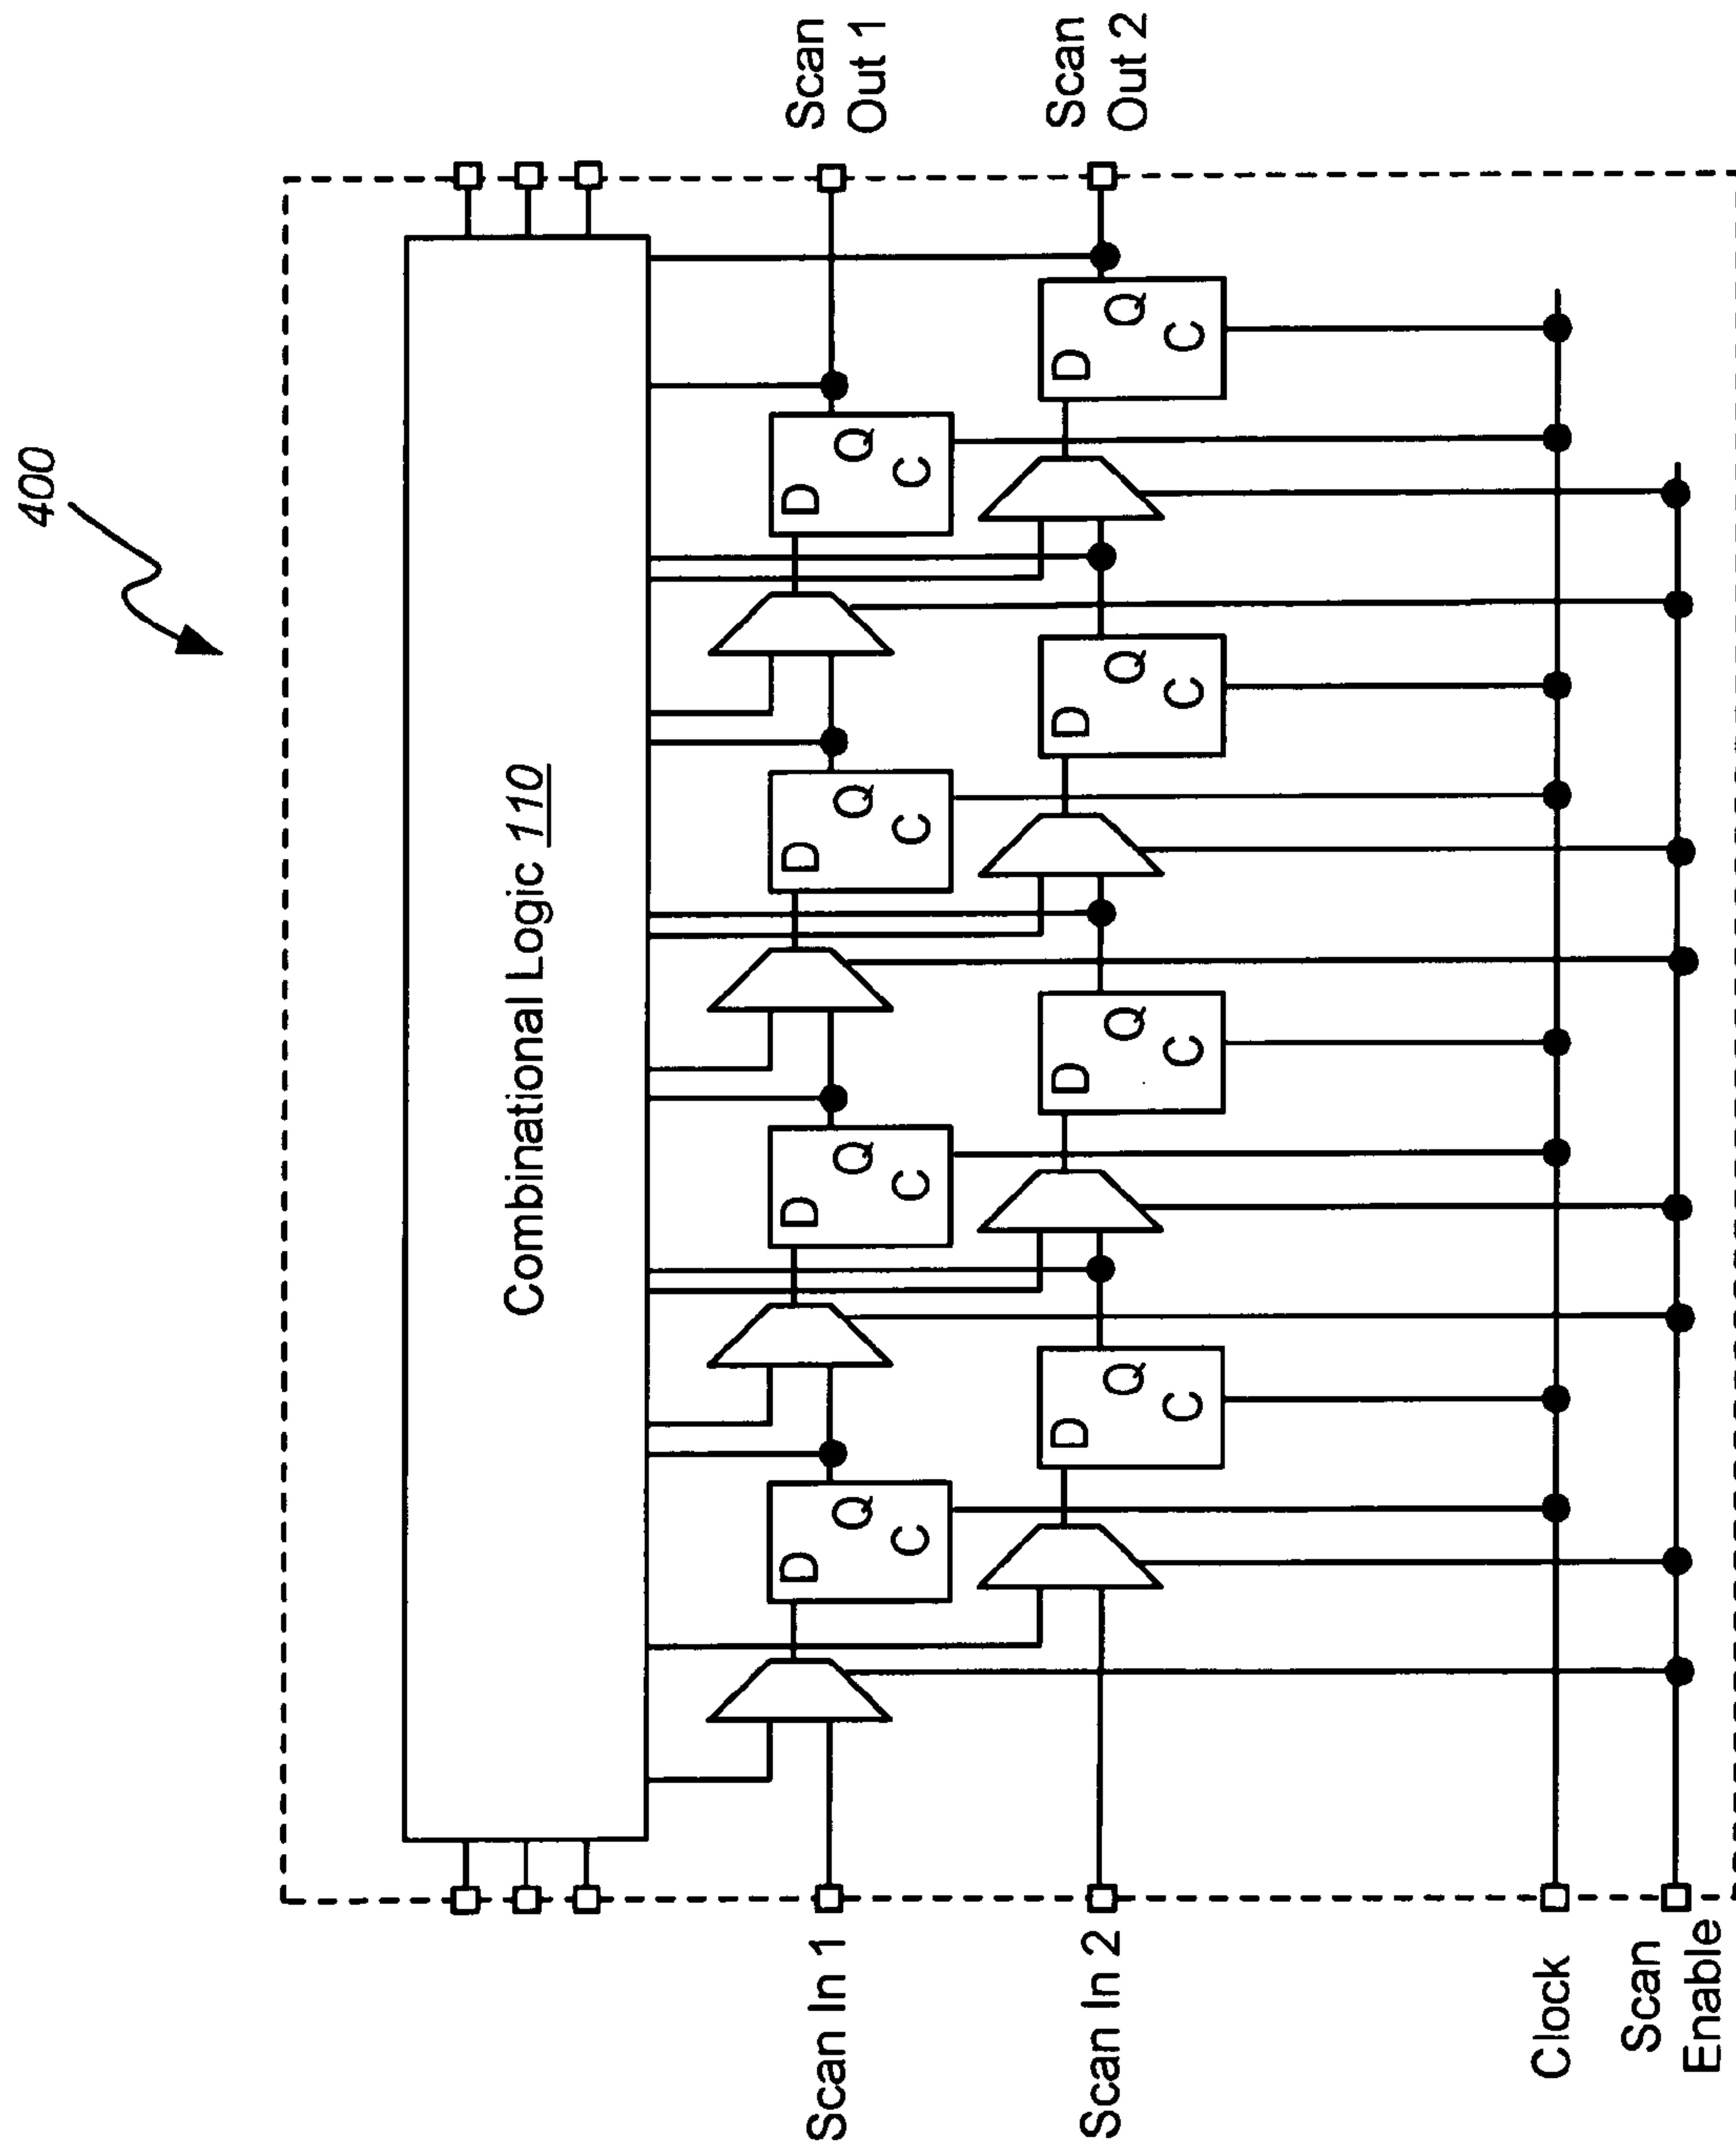 400
Combinational Logic 110
Scan
Out 1
Scan
Out 2
D
Q
C
D
Q
C
D
Q
C
D
Q
C
D
Q
C
D
Q
C
D
Q
C
D
Q
C
Scan In 1
Scan In 2
Clock
Scan
Enable